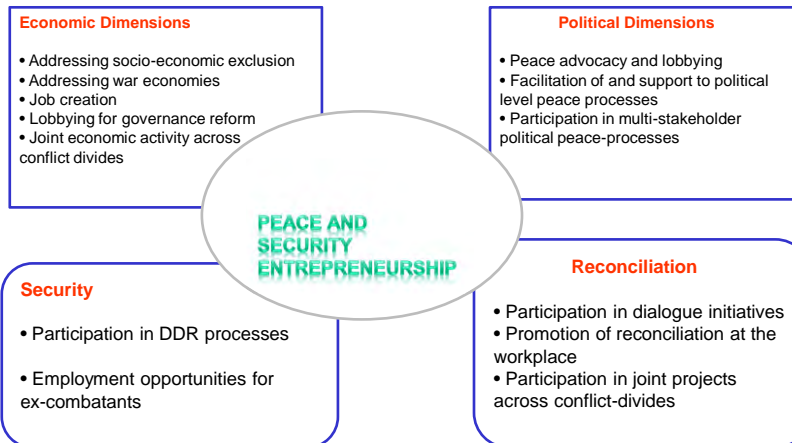 Economic Dimensions
• Addressing socio-economic exclusion
• Addressing war economies
• Job creation
• Lobbying for governance reform
• Joint economic activity across
conflict divides
Political Dimensions
• Peace advocacy and lobbying
• Facilitation of and support to political
level peace processes
• Participation in multi-stakeholder
political peace-processes
PEACE AND
SECURITY
ENTREPRENEURSHIP
Security
• Participation in DDR processes
• Employment opportunities for
ex-combatants
Reconciliation
• Participation in dialogue initiatives
• Promotion of reconciliation at the
workplace
• Participation in joint projects
across conflict-divides